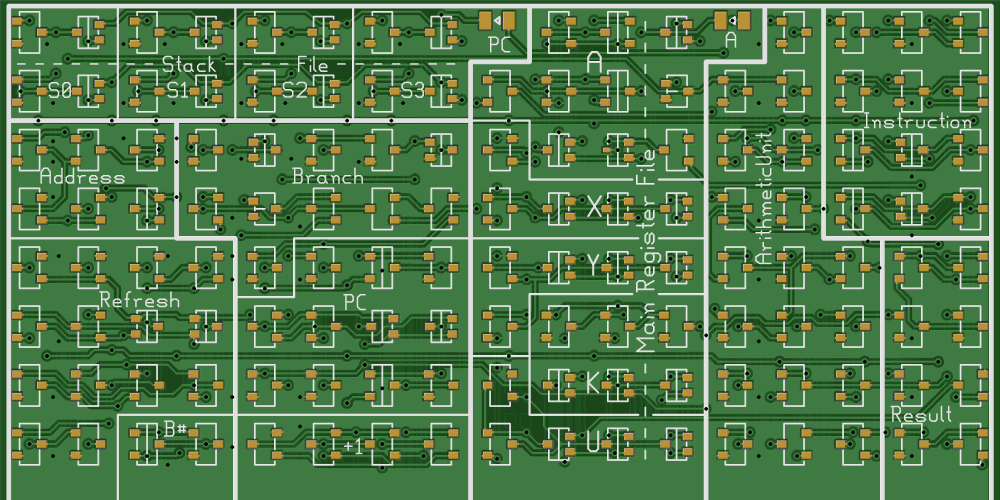 PC
A
Stack File
A
S0 S1 S2 S3
Instruction
ArithmeticUnit
Main Register File
Address
Branch
X
Y
Refresh
PC
K
Result
B#
+1
U